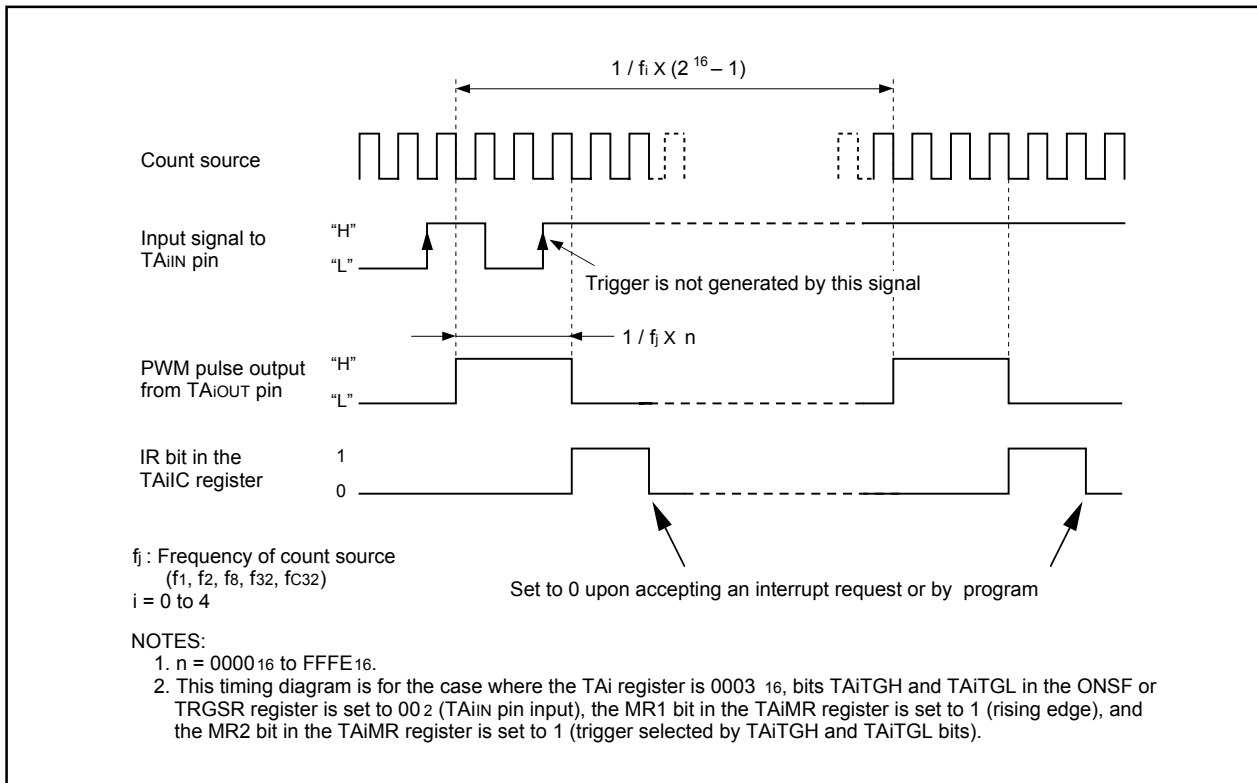 1 / fi X (2 16 – 1)
Count source
Input signal to
TAiIN pin
“H”
“L”
Trigger is not generated by this signal
1 / fj X n
PWM pulse output
from TAiOUT pin
“H”
“L”
IR bit in the
TAiIC register
1
0
fj : Frequency of count source
(f1, f2, f8, f32, fC32)
i = 0 to 4
Set to 0 upon accepting an interrupt request or by program
NOTES:
1. n = 0000 16 to FFFE 16.
2. This timing diagram is for the case where the TAi register is 0003 16, bits TAiTGH and TAiTGL in the ONSF or
TRGSR register is set to 00 2 (TAiIN pin input), the MR1 bit in the TAiMR register is set to 1 (rising edge), and
the MR2 bit in the TAiMR register is set to 1 (trigger selected by TAiTGH and TAiTGL bits).